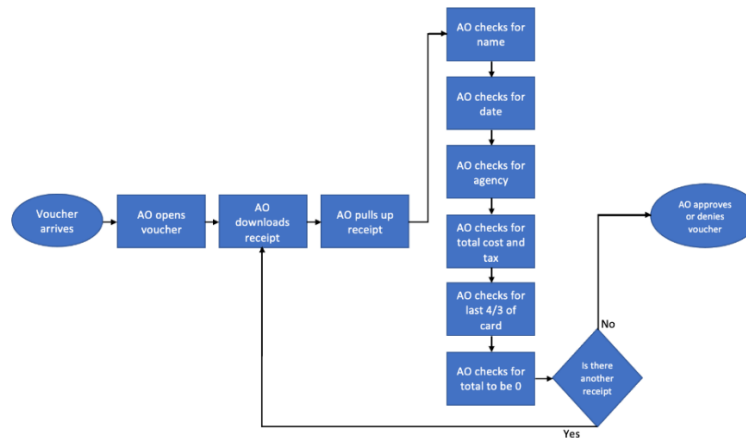 Voucher
arrives
AO opens
voucher
AO
downloads
receipt
AO pulls up
receipt
AO checks for
name
AO checks for
date
AO checks for
agency
AO checks for
total cost and
tax
AO checks for
last 4/3 of
card
AO checks for
total to be 0
Is there
another
receipt
No
Yes
AO approves
or denies
voucher